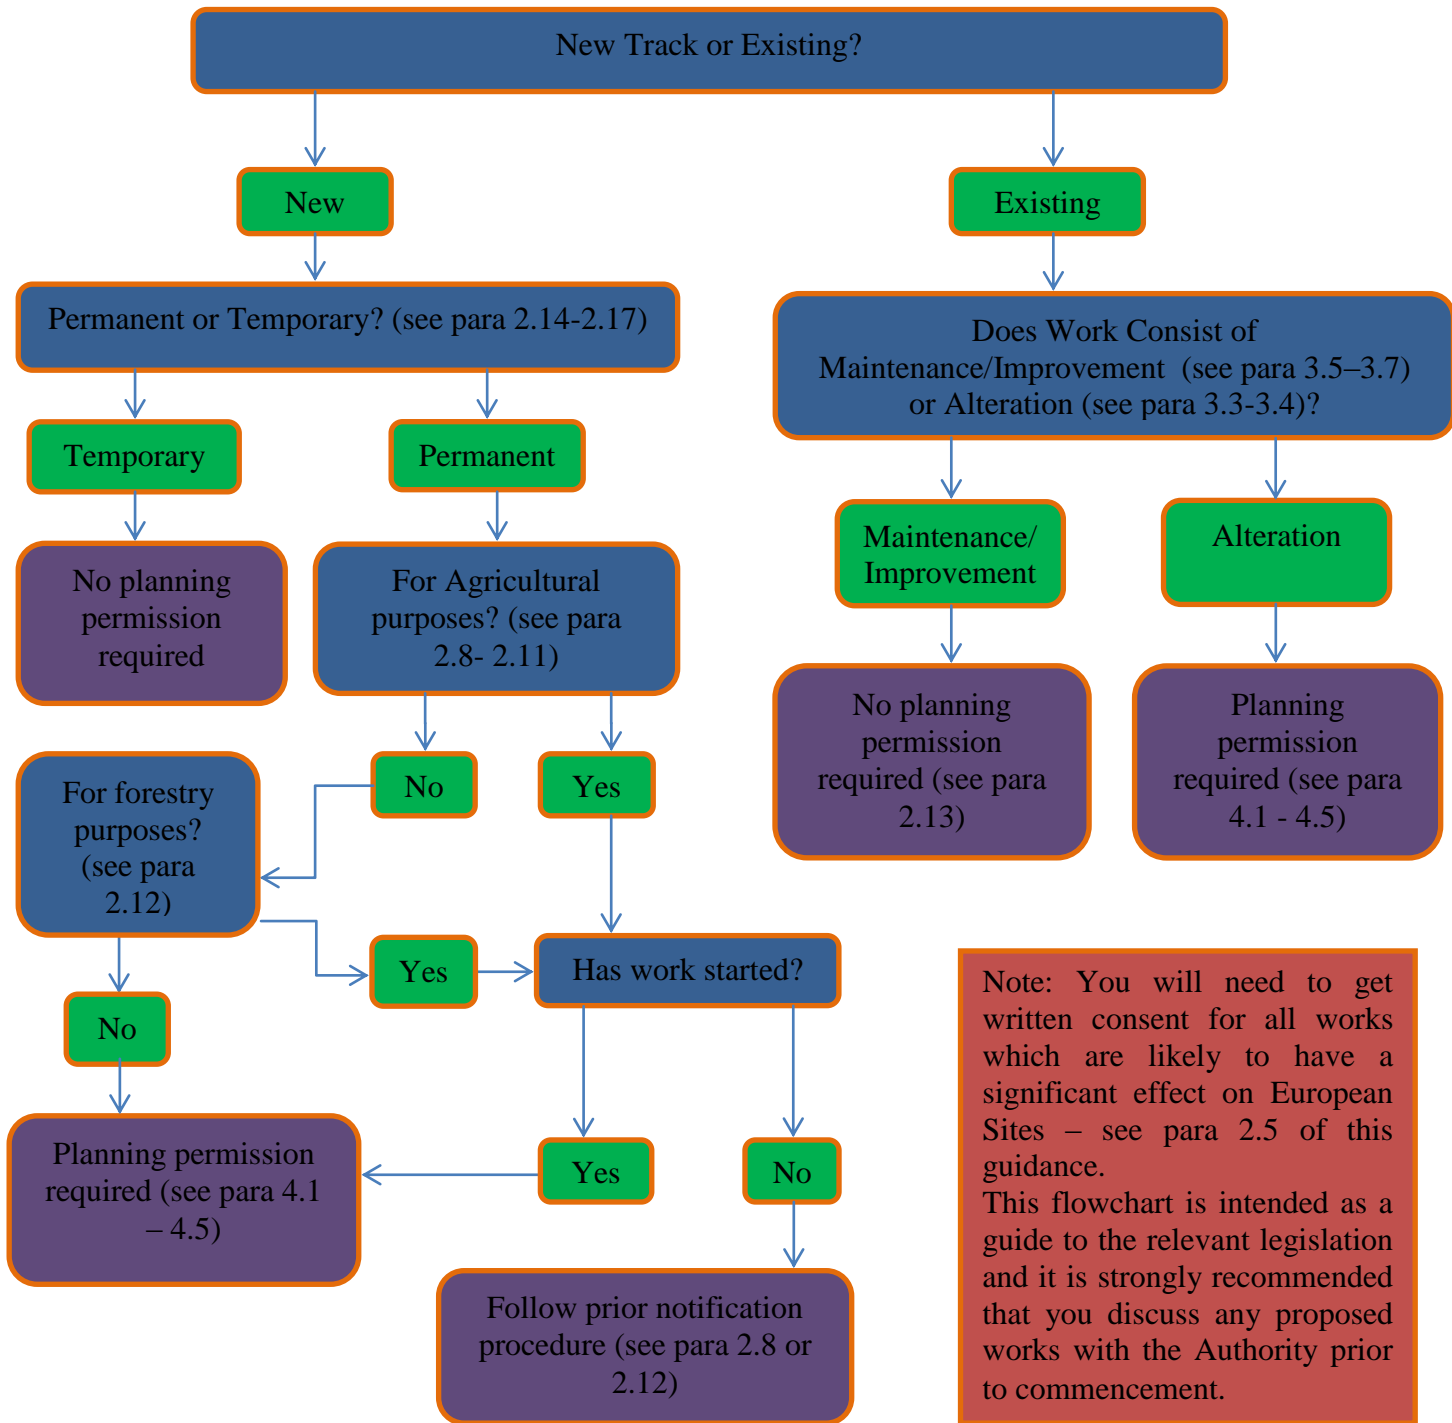 New Track or Existing?
New
Existing
Permanent or Temporary? (see para 2.14-2.17)
Does Work Consist of
Maintenance/Improvement (see para 3.5–3.7)
or Alteration (see para 3.3-3.4)?
Temporary
Permanent
Maintenance/
Improvement
Alteration
No planning
permission
required
For Agricultural
purposes? (see para
2.8- 2.11)
No planning
permission
required (see para
2.13)
Planning
permission
required (see para
4.1 - 4.5)
No
Yes
For forestry
purposes?
(see para
2.12)
Yes
Has work started?
No
Planning permission
required (see para 4.1
– 4.5)
Yes
No
Follow prior notification
procedure (see para 2.8 or
2.12)
Note: You will need to get
written consent for all works
which are likely to have a
significant effect on European
Sites – see para 2.5 of this
guidance.
This flowchart is intended as a
guide to the relevant legislation
and it is strongly recommended
that you discuss any proposed
works with the Authority prior
to commencement.